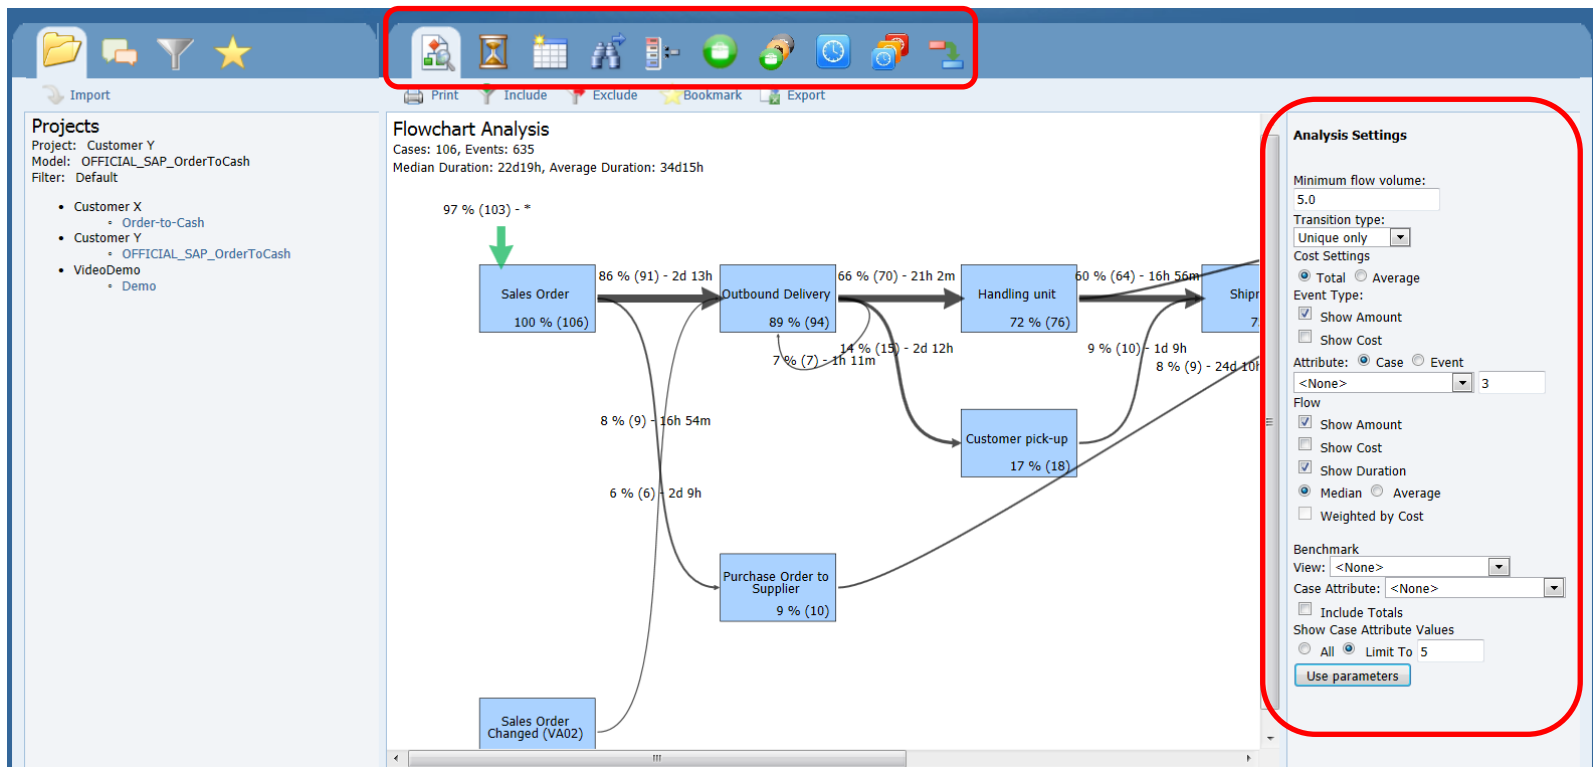 Import
Print Include Exclude Bookmark Export
Projects
Project: Customer Y
Model: OFFICIAL_SAP_OrderToCash
Filter: Default
Customer X
Order-to-Cash
Customer Y
OFFICIAL_SAP_OrderToCash
VideoDemo
Demo
Flowchart Analysis
Cases: 106, Events: 635
Median Duration: 22d19h, Average Duration: 34d15h
97 % (103) - *
86 % (91) - 2d 13h
66 % (70) - 21h 2m
60 % (64) - 16h 56m
Sales Order
100 % (106)
Outbound Delivery
89 % (94)
Handling unit
72 % (76)
14 % (15) - 2d 12h
7 % (7) - 1h 11m
9 % (10) - 1d 9h
8 % (9) - 24d 10h
8 % (9) - 16h 54m
Customer pick-up
17 % (18)
6 % (6) - 2d 9h
Purchase Order to
Supplier
9 % (10)
Sales Order
Changed (VA02)
Analysis Settings
Minimum flow volume:
5.0
Transition type:
Unique only
Cost Settings
Total Average
Event Type:
Show Amount
Show Cost
Attribute: Case Event
<None> 3
Flow
Show Amount
Show Cost
Show Duration
Median Average
Weighted by Cost
Benchmark
View: <None>
Case Attribute: <None>
Include Totals
Show Case Attribute Values
All Limit To 5
Use parameters